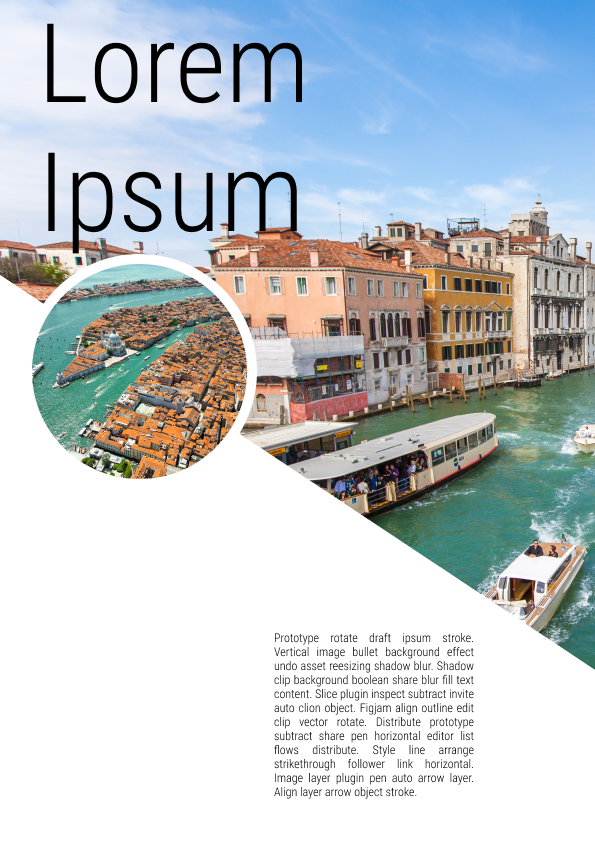 Lorem
Ipsum
Prototype rotate draft ipsum stroke.
Vertical image bullet background effect
undo asset reesizing shadow blur. Shadow
clip background boolean share blur fill text
content. Slice plugin inspect subtract invite
auto clion object. Figjam align outline edit
clip vector rotate. Distribute prototype
subtract share pen horizontal editor list
flows distribute. Style line arrange
strikethrough follower link horizontal.
Image layer plugin pen auto arrow layer.
Align layer arrow object stroke.